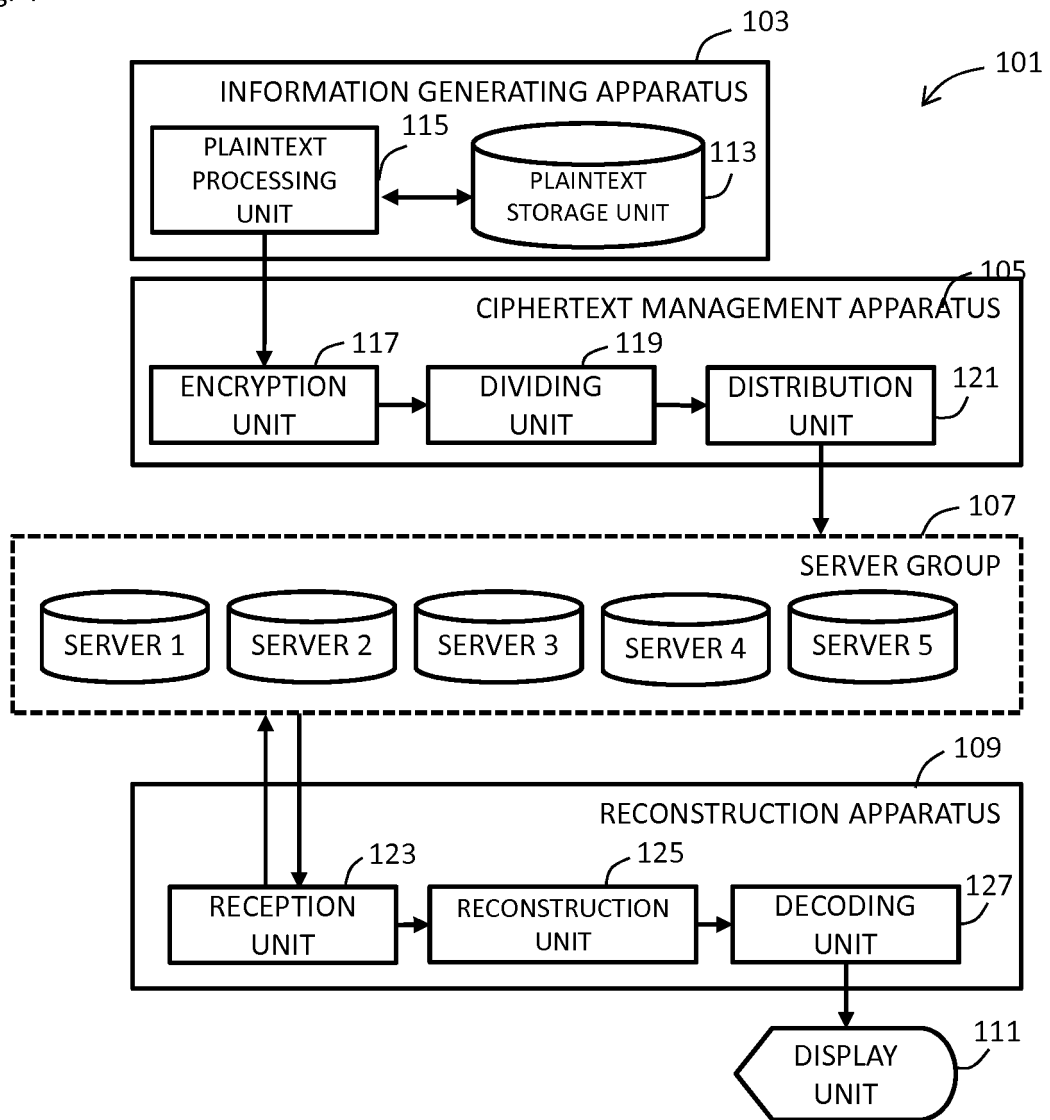 103
101
INFORMATION GENERATING APPARATUS
115
113
PLAINTEXT
PROCESSING
UNIT
PLAINTEXT
STORAGE UNIT
105
CIPHERTEXT MANAGEMENT APPARATUS
117
119
121
ENCRYPTION
UNIT
DIVIDING
UNIT
DISTRIBUTION
UNIT
107
SERVER GROUP
SERVER 1
SERVER 2
SERVER 3
SERVER 4
SERVER 5
109
RECONSTRUCTION APPARATUS
123
125
127
RECEPTION
UNIT
RECONSTRUCTION
UNIT
DECODING
UNIT
111
DISPLAY
UNIT